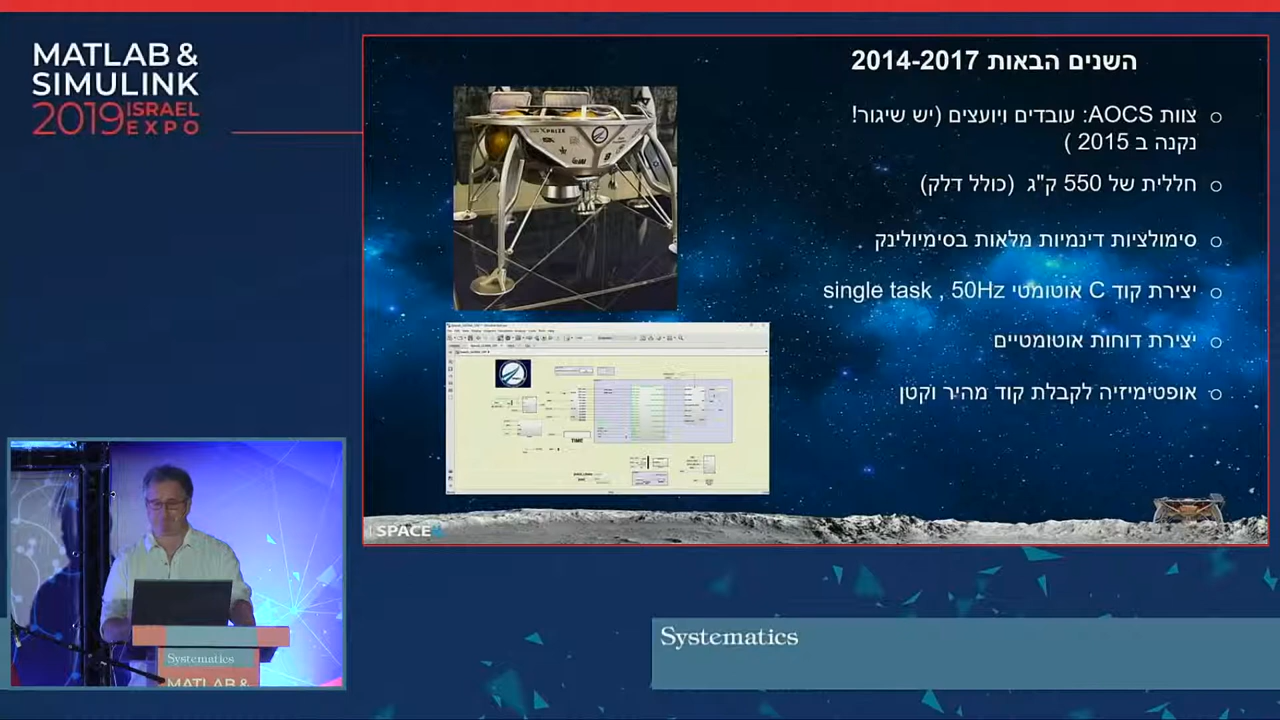 MATLAB &
SIMULINK
2019 ISRAEL
EXPO
השנים הבאות 2014-2017
צוות AOCS: עובדים ויועצים (יש שיגור!
נקנה ב 2015 )
חללית של 550 ק"ג (כולל דלק)
סימולציות דינמיות מלאות בסימיולינק
יצירת קוד C אוטומטי single task , 50Hz
יצירת דוחות אוטומטיים
אופטימיזיה לקבלת קוד מהיר וקטן
TIME
SPACE
Systematics
Systematics
MATLAB &